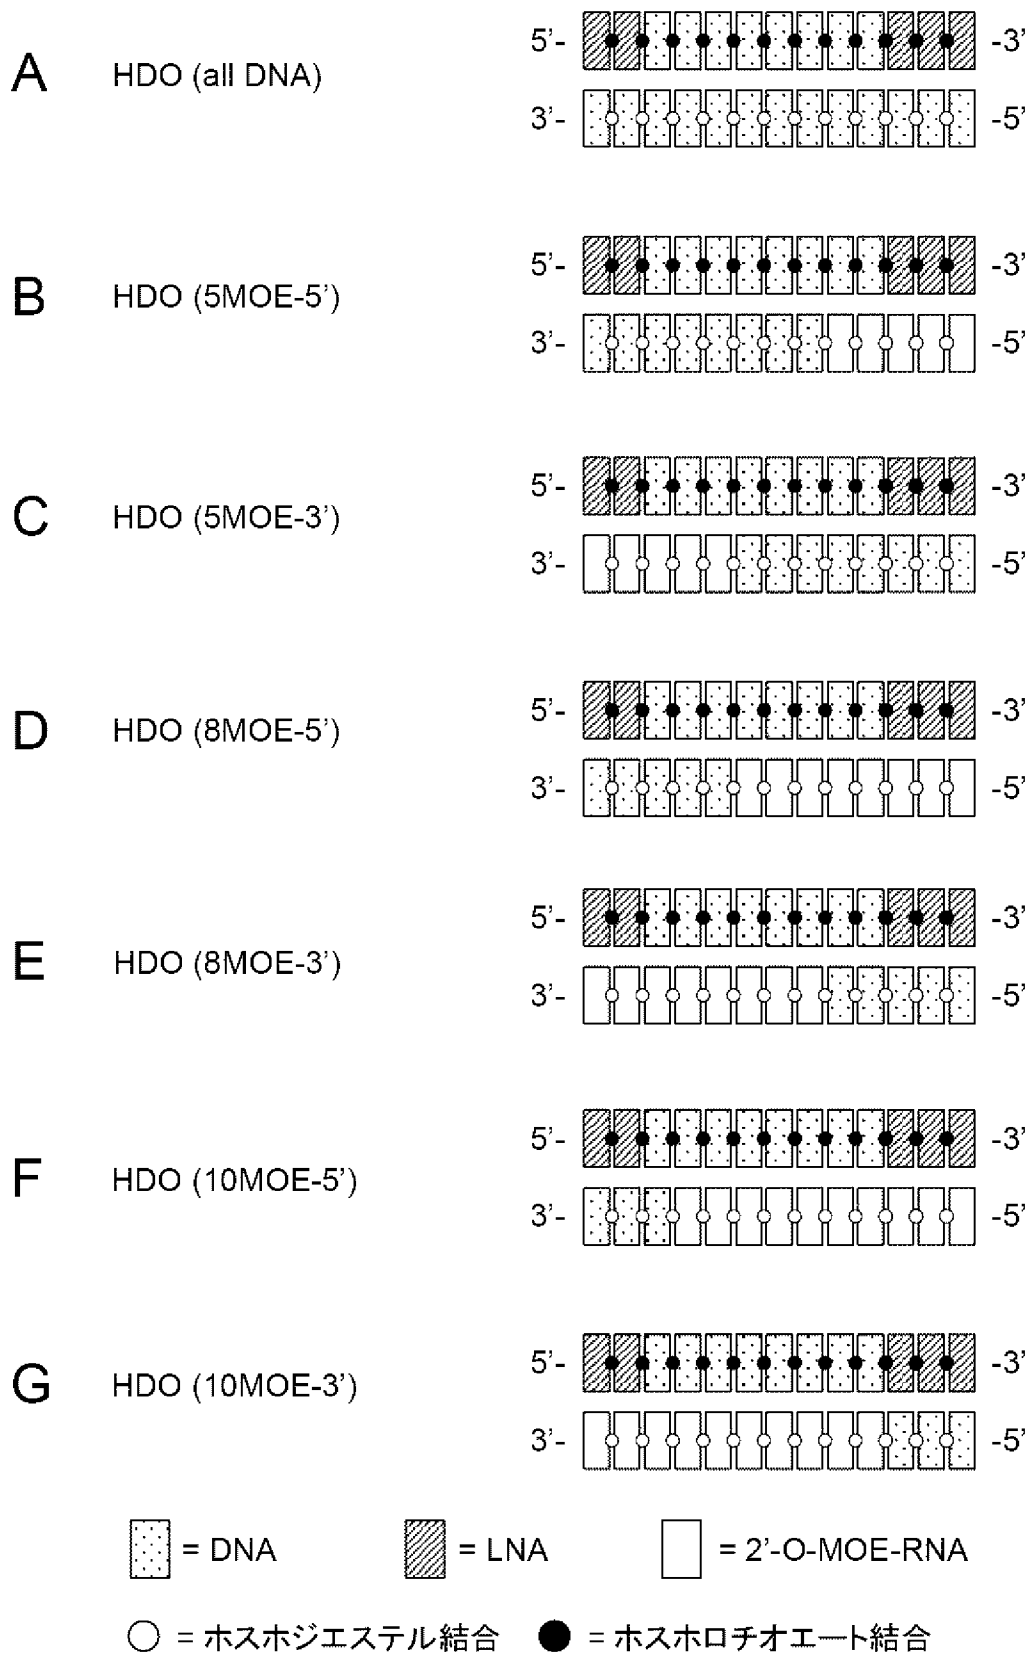 5’- -3’
A HDO (all DNA)
3’- -5’
5’- -3’
B HDO (5MOE-5’)
3’- -5’
5’- -3’
C HDO (5MOE-3’)
3’- -5’
5’- -3’
D HDO (8MOE-5’)
3’- -5’
5’- -3’
E HDO (8MOE-3’)
3’- -5’
5’- -3’
F HDO (10MOE-5’)
3’- -5’
5’- -3’
G HDO (10MOE-3’)
3’- -5’
= DNA = LNA = 2’-O-MOE-RNA
= ホスホジエステル結合 = ホスホロチオエート結合